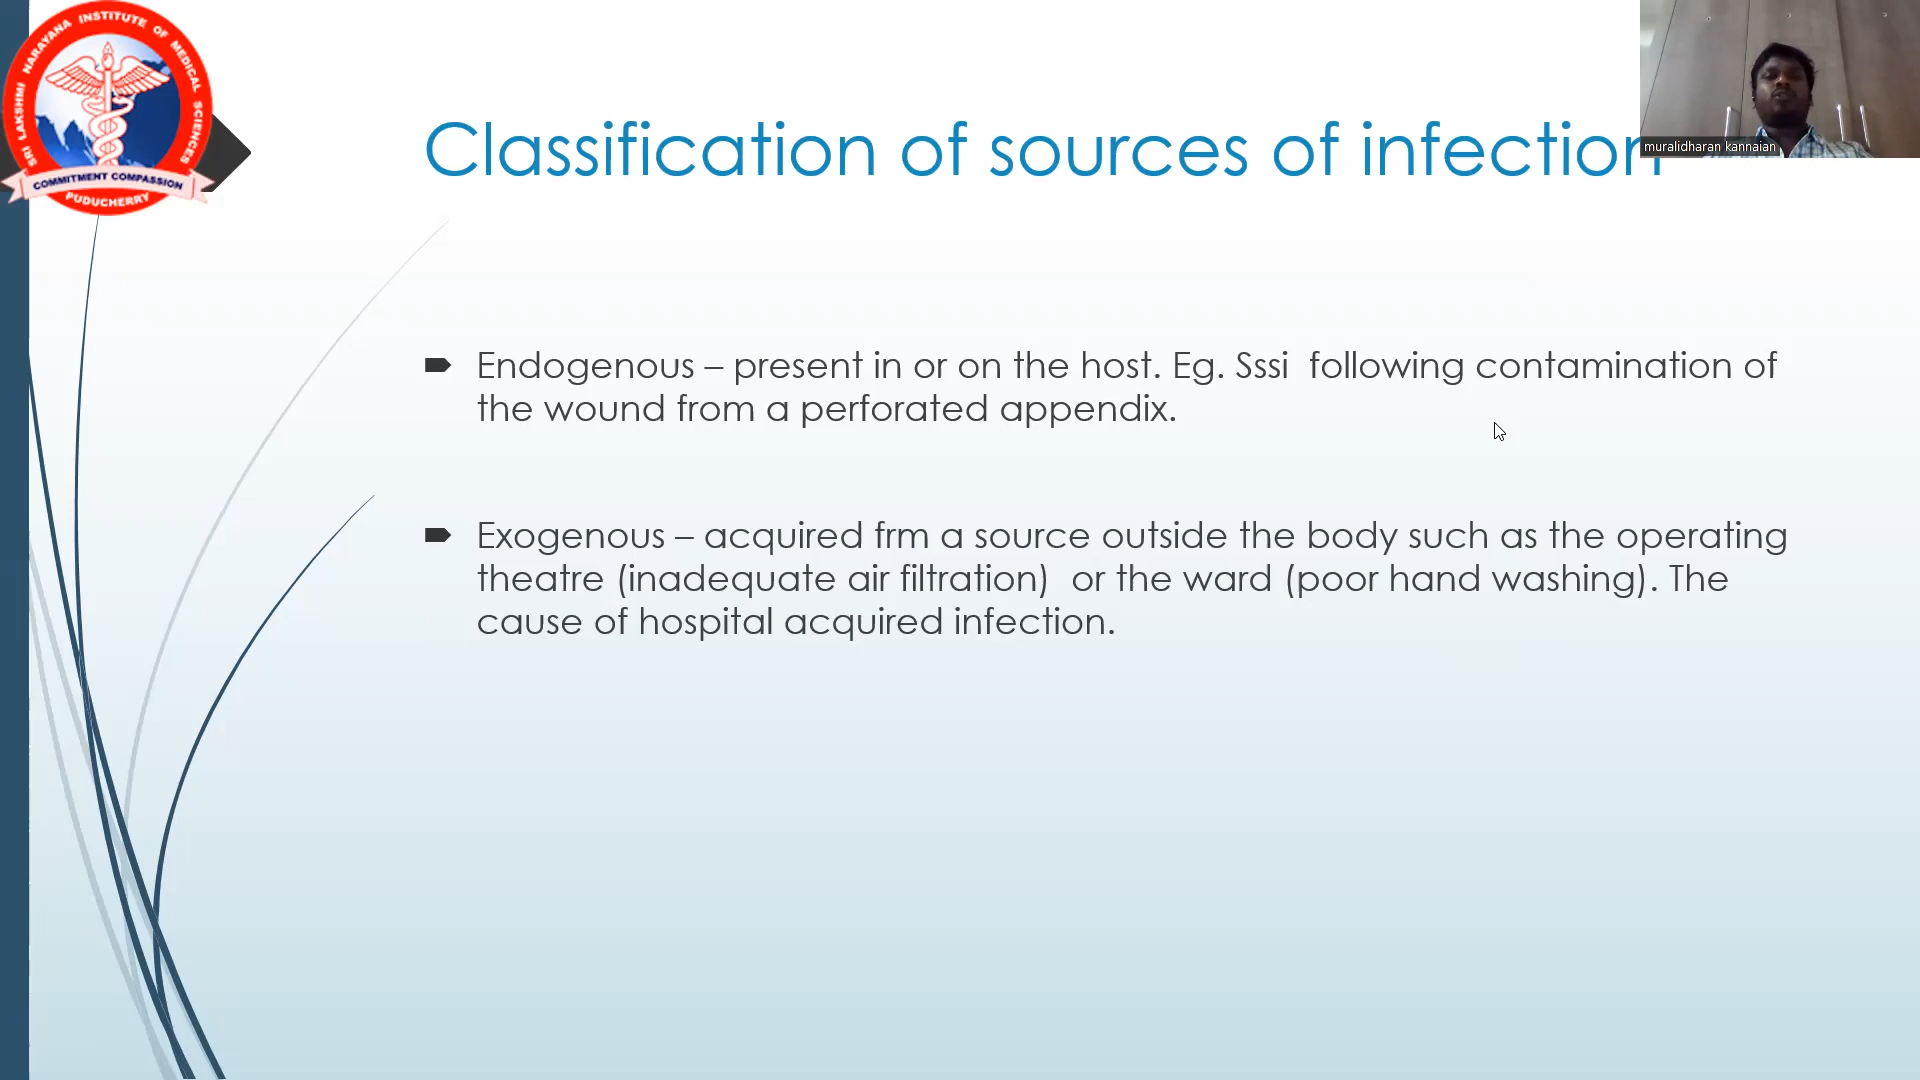 SRI LAKSHMI NARAYANA INSTITUTE OF MEDICAL SCIENCES
COMMITMENT COMPASSION
PUDUCHERRY
Classification of sources of infection
muralidharan kannaian
Endogenous – present in or on the host. Eg. Sssi  following contamination of
the wound from a perforated appendix.
Exogenous – acquired frm a source outside the body such as the operating
theatre (inadequate air filtration)  or the ward (poor hand washing). The
cause of hospital acquired infection.